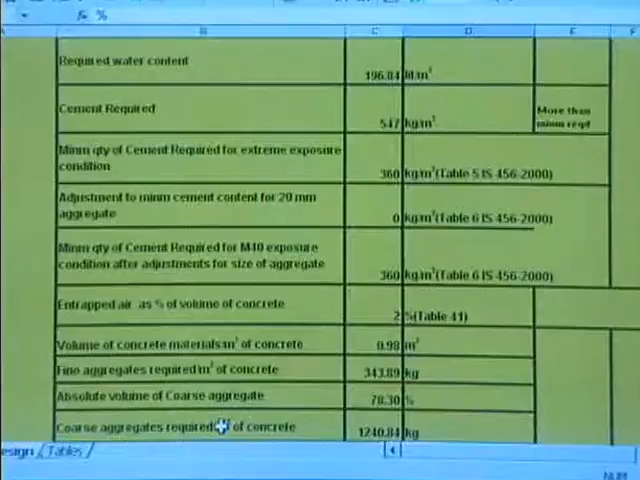 %
B C D E F
Required water content 196.84 lt/m³
Cement Required 547 kg/m³ More than
minm reqd
Minm qty of Cement Required for extreme exposure
condition 360 kg/m³(Table 5 IS 456-2000)
Adjustment to minm cement content for 20 mm
aggregate 0 kg/m³(Table 6 IS 456-2000)
Minm qty of Cement Required for M40 exposure
condition after adjustments for size of aggregate 360 kg/m³(Table 6 IS 456-2000)
Entrapped air as % of volume of concrete 2 %(Table 41)
Volume of concrete materials/m³ of concrete 0.98 m³
Fine aggregates required/m³ of concrete 343.89 kg
Absolute volume of Coarse aggregate 78.30 %
Coarse aggregates required of concrete 1240.84 kg
esign Tables
NUM